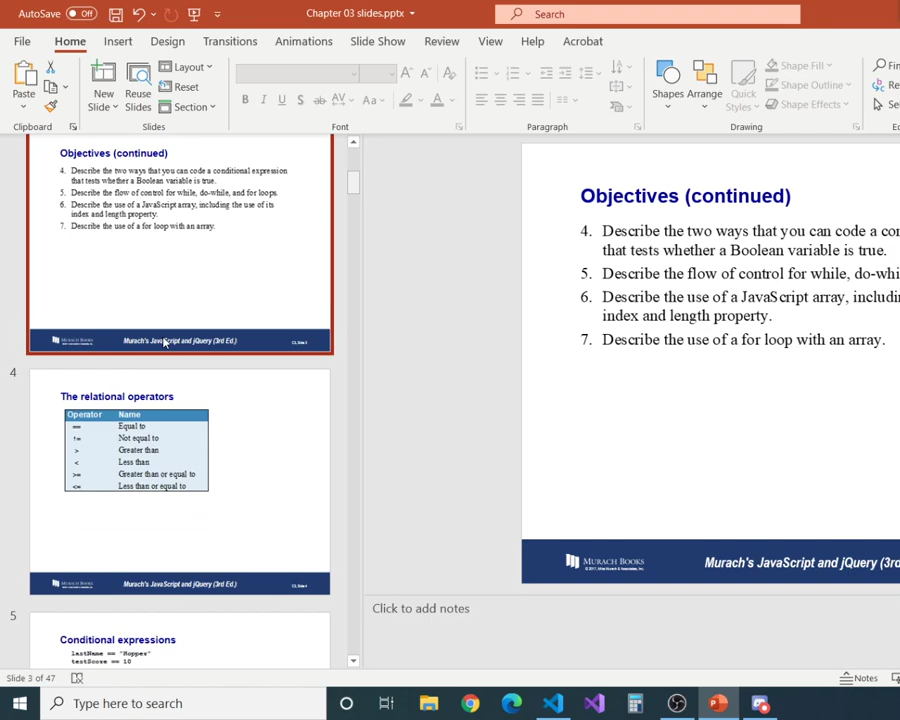 AutoSave Off Chapter 03 slides.pptx Search
File Home Insert Design Transitions Animations Slide Show Review View Help Acrobat
Paste New Slide Reuse Slides Layout Reset Section B I U S ab AV Aa A Shapes Arrange Quick Styles Shape Fill Shape Outline Shape Effects
Clipboard Slides Font Paragraph Drawing
Objectives (continued)
4. Describe the two ways that you can code a conditional expression
that tests whether a Boolean variable is true.
5. Describe the flow of control for while, do-while, and for loops.
6. Describe the use of a JavaScript array, including the use of its
index and length property.
7. Describe the use of a for loop with an array.
MURACH BOOKS Murach's JavaScript and jQuery (3rd Ed.)
4
The relational operators
Operator Name
== Equal to
!= Not equal to
> Greater than
< Less than
>= Greater than or equal to
<= Less than or equal to
MURACH BOOKS Murach's JavaScript and jQuery (3rd Ed.)
5
Conditional expressions
lastName == "Hopper"
testScore == 10
Objectives (continued)
4. Describe the two ways that you can code a co
that tests whether a Boolean variable is true.
5. Describe the flow of control for while, do-whi
6. Describe the use of a JavaScript array, includi
index and length property.
7. Describe the use of a for loop with an array.
MURACH BOOKS Murach's JavaScript and jQuery (3r
Click to add notes
Slide 3 of 47 Notes
Type here to search